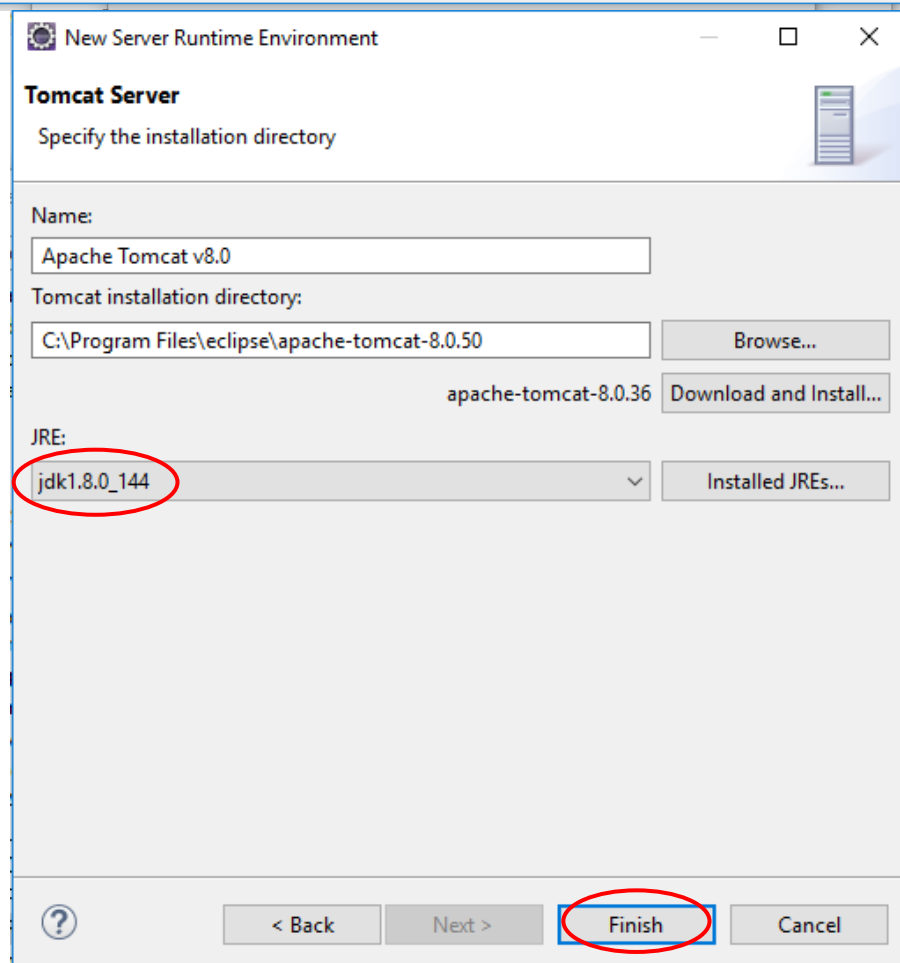 New Server Runtime Environment
Tomcat Server
Specify the installation directory
Name:
Apache Tomcat v8.0
Tomcat installation directory:
C:\Program Files\eclipse\apache-tomcat-8.0.50 Browse...
apache-tomcat-8.0.36 Download and Install...
JRE:
jdk1.8.0_144 Installed JREs...
? < Back Next > Finish Cancel